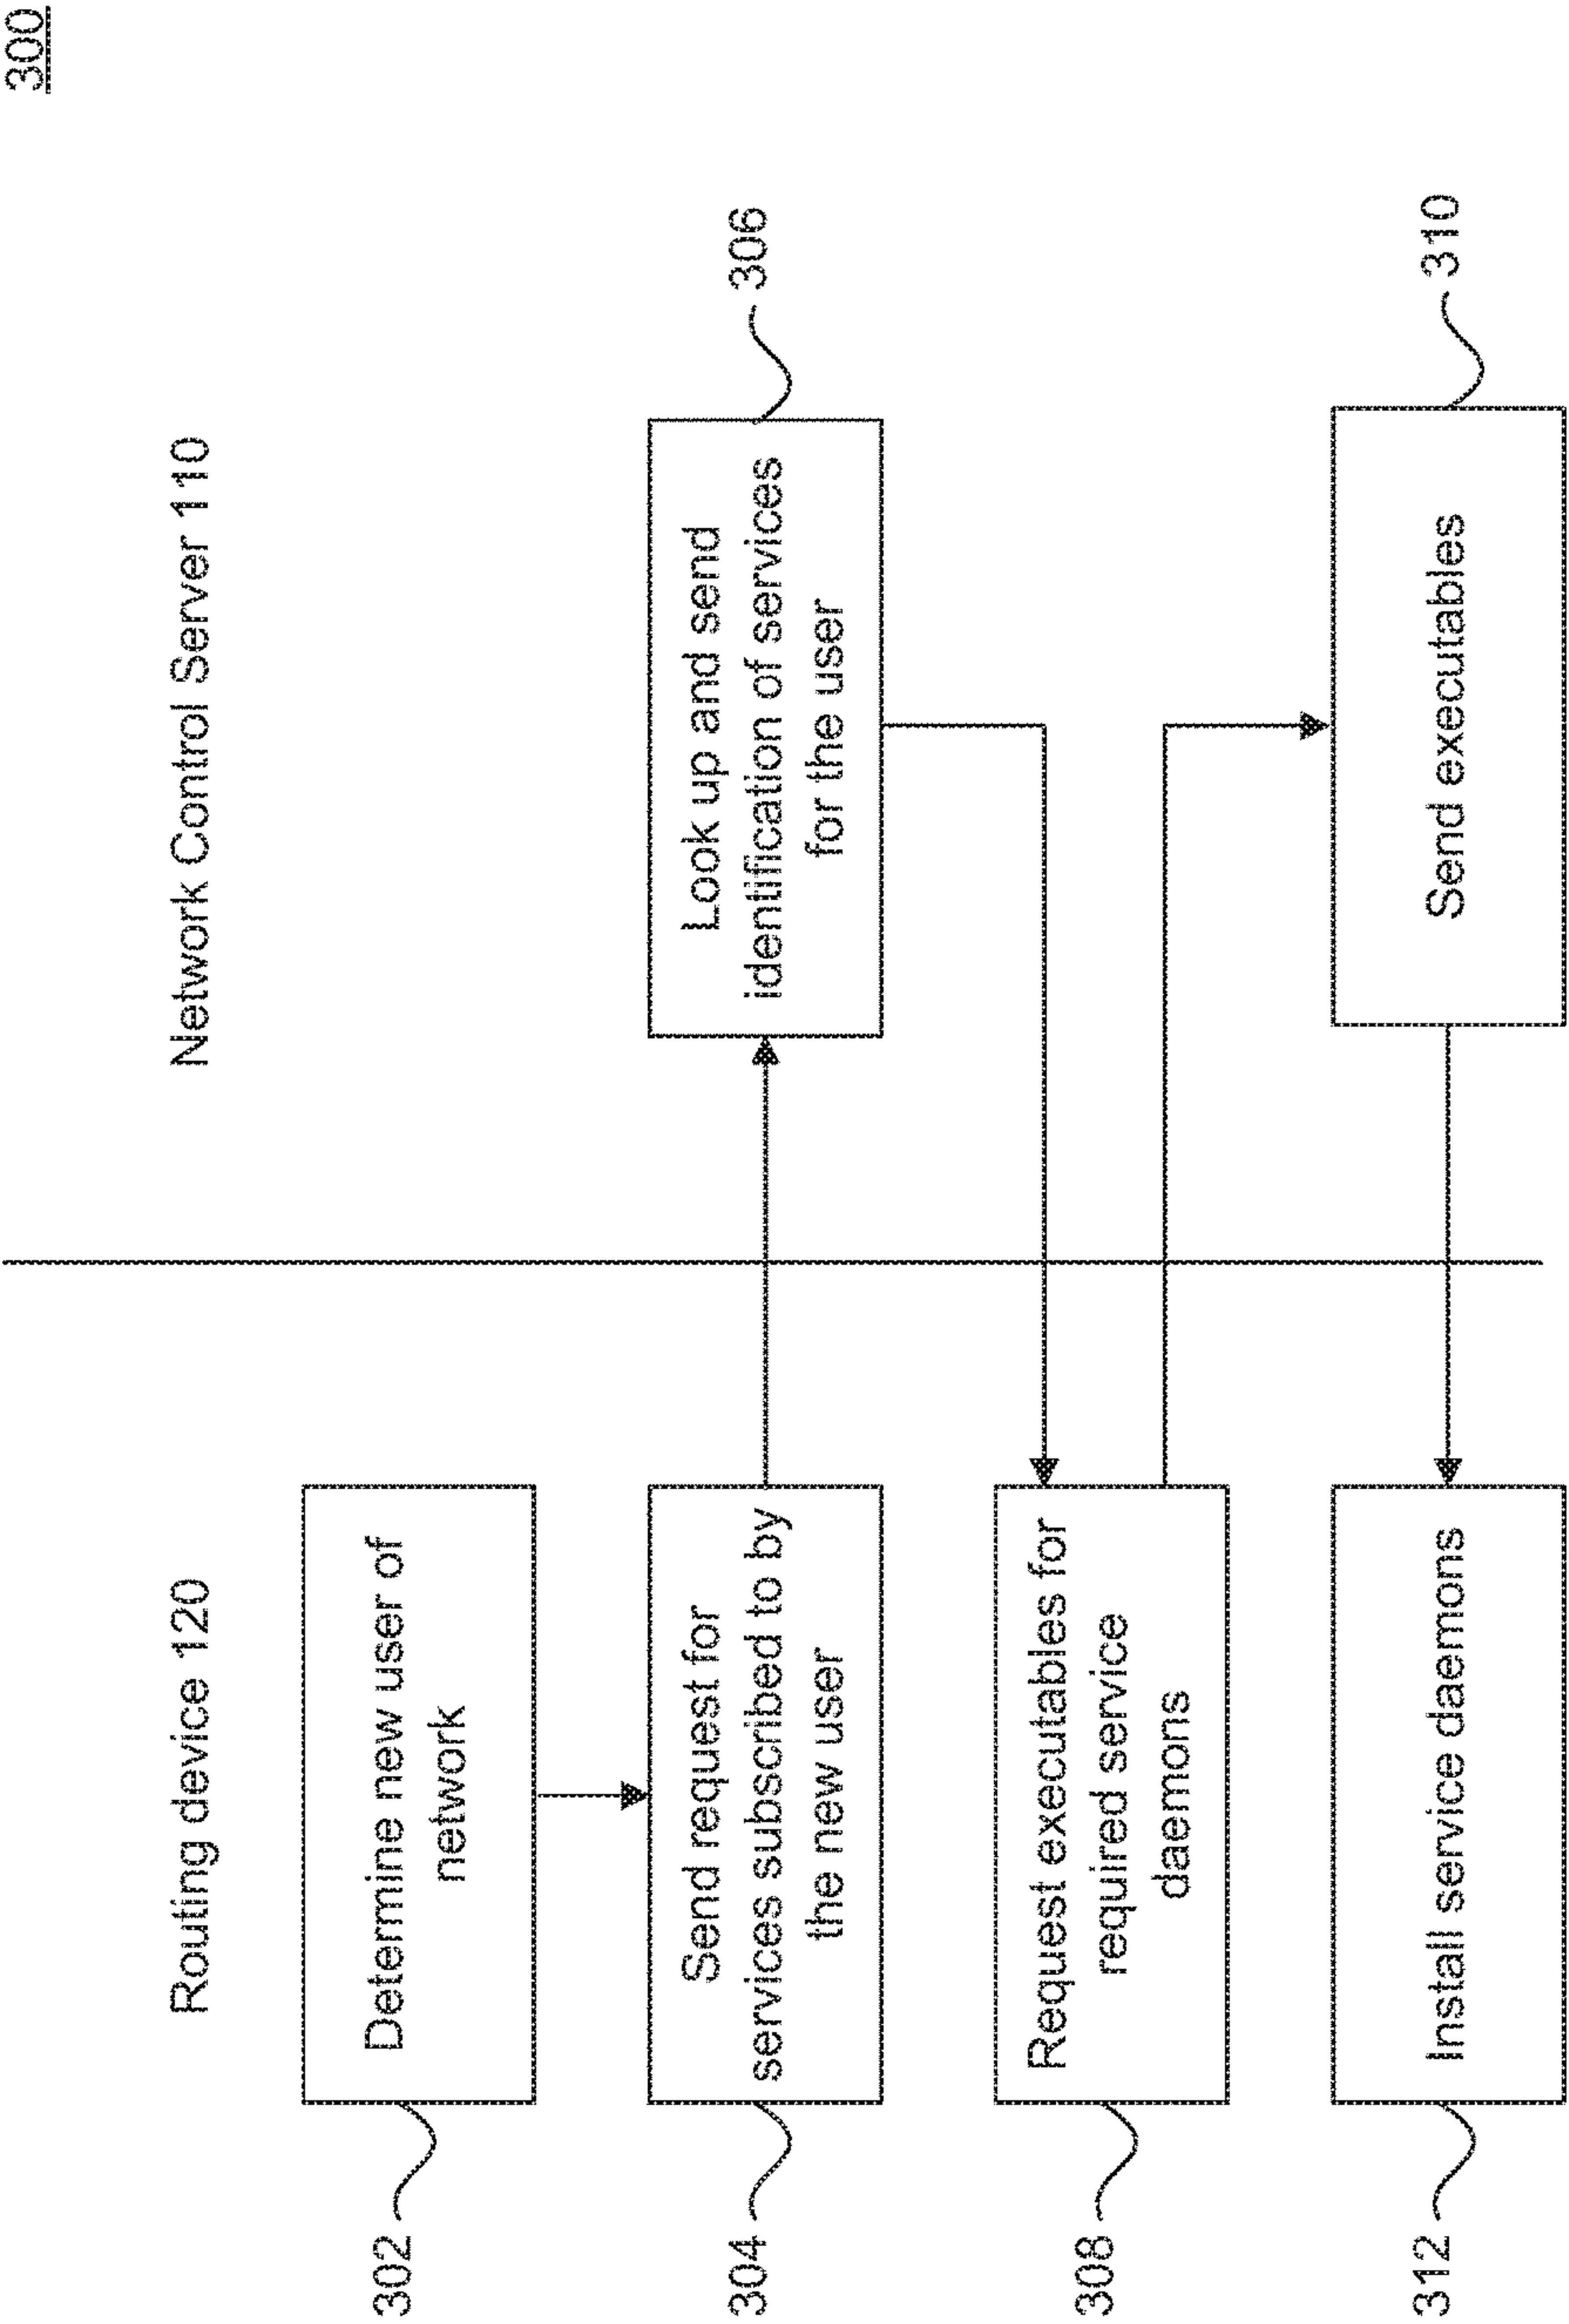 300
Routing device 120
Network Control Server 110
302
Determine new user of
network
304
Send request for
services subscribed to by
the new user
Look up and send
identification of services
for the user
306
308
Request executables for
required service
daemons
312
Install service daemons
Send executables
310